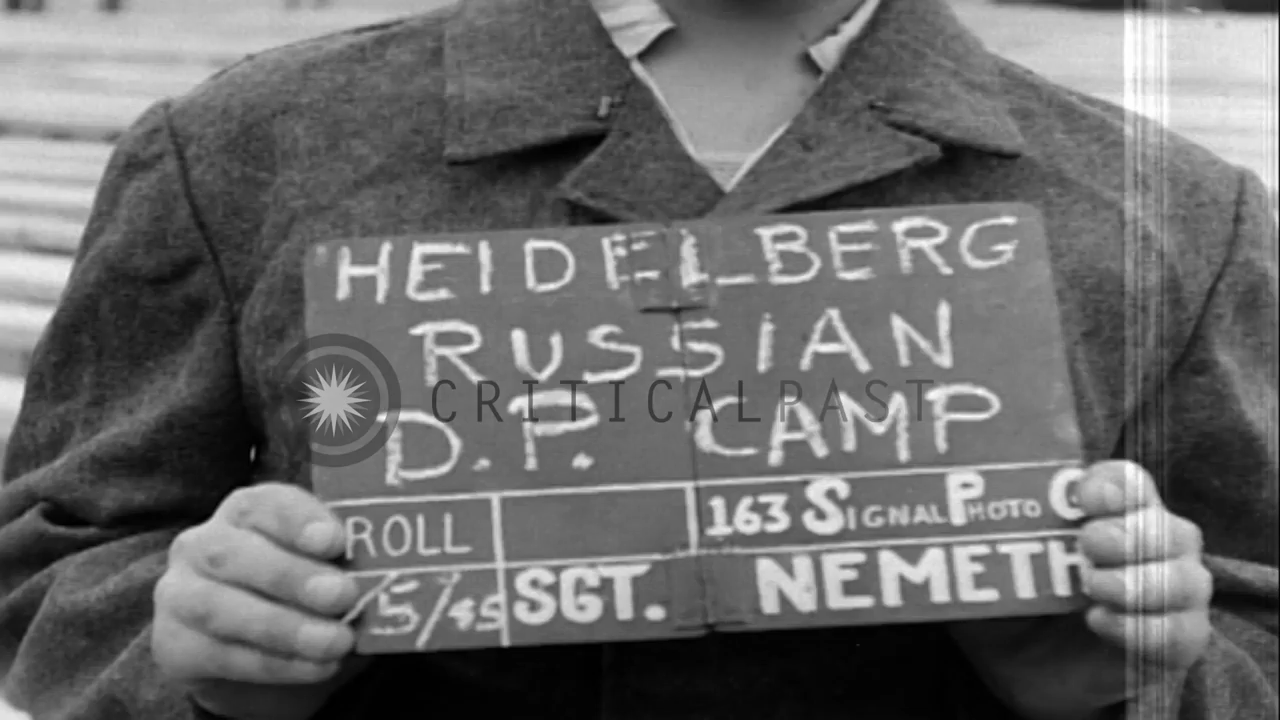 HEIDELBERG
RUSSIAN
CRITICALPAST
D.P. CAMP
ROLL
163 SIGNAL PHOTO
/5/45
SGT. NEMETH